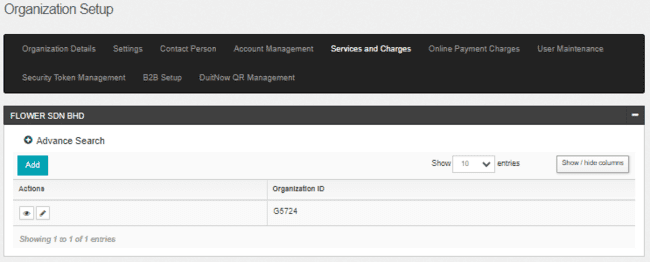 Organization Setup
Organization Details Settings Contact Person Account Management Services and Charges Online Payment Charges User Maintenance
Security Token Management B2B Setup DuitNow QR Management
FLOWER SDN BHD
Advance Search
Add Show 10 entries Show / hide columns
Actions Organization ID
G5724
Showing 1 to 1 of 1 entries